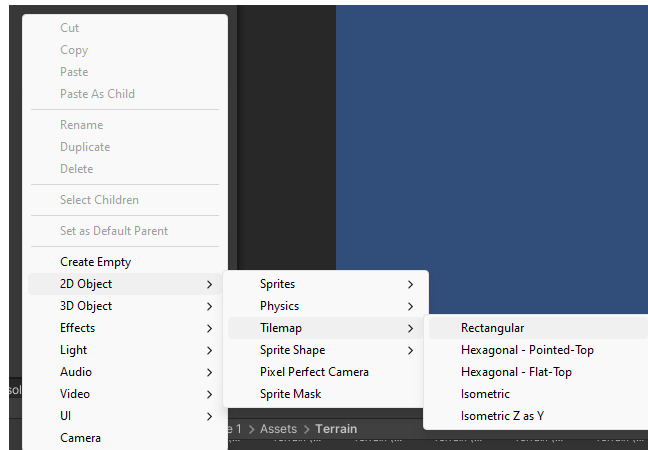 Cut
Copy
Paste
Paste As Child
Rename
Duplicate
Delete
Select Children
Set as Default Parent
Create Empty
2D Object
3D Object
Effects
Light
Audio
Video
UI
Camera
Sprites
Physics
Tilemap
Sprite Shape
Pixel Perfect Camera
Sprite Mask
Rectangular
Hexagonal - Pointed-Top
Hexagonal - Flat-Top
Isometric
Isometric Z as Y
e 1 > Assets > Terrain